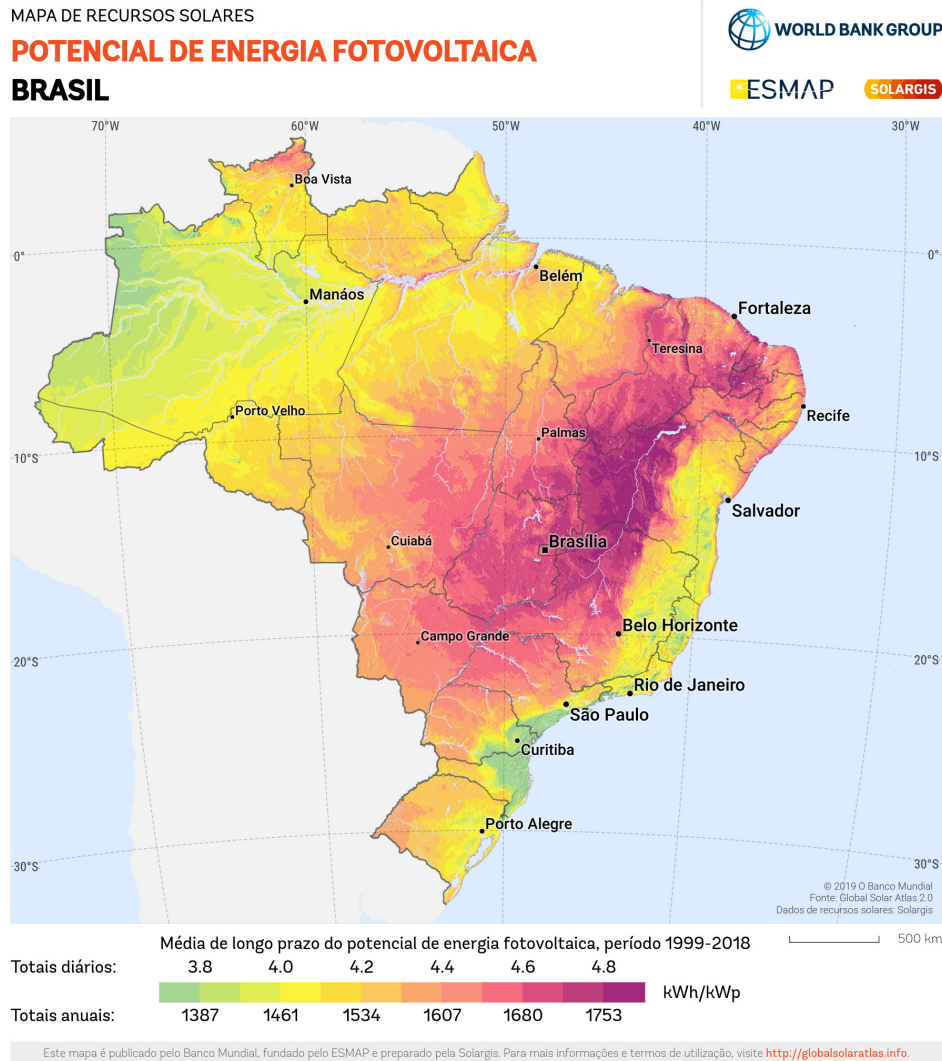 MAPA DE RECURSOS SOLARES
POTENCIAL DE ENERGIA FOTOVOLTAICA
BRASIL
WORLD BANK GROUP
ESMAP
SOLARGIS
70°W 60°W 50°W 40°W 30°W
Boa Vista
0° 0°
Belém
Manáos
Fortaleza
Teresina
Porto Velho
Recife
Palmas
10°S 10°S
Salvador
Cuiabá
Brasília
Belo Horizonte
Campo Grande
20°S 20°S
Rio de Janeiro
São Paulo
Curitiba
Porto Alegre
30°S 30°S
© 2019 O Banco Mundial
Fonte: Global Solar Atlas 2.0
Dados de recursos solares: Solargis
Média de longo prazo do potencial de energia fotovoltaica, período 1999-2018
500 km
Totais diários: 3.8 4.0 4.2 4.4 4.6 4.8
kWh/kWp
Totais anuais: 1387 1461 1534 1607 1680 1753
Este mapa é publicado pelo Banco Mundial, fundado pelo ESMAP e preparado pela Solargis. Para mais informações e termos de utilização, visite http://globalsolaratlas.info.